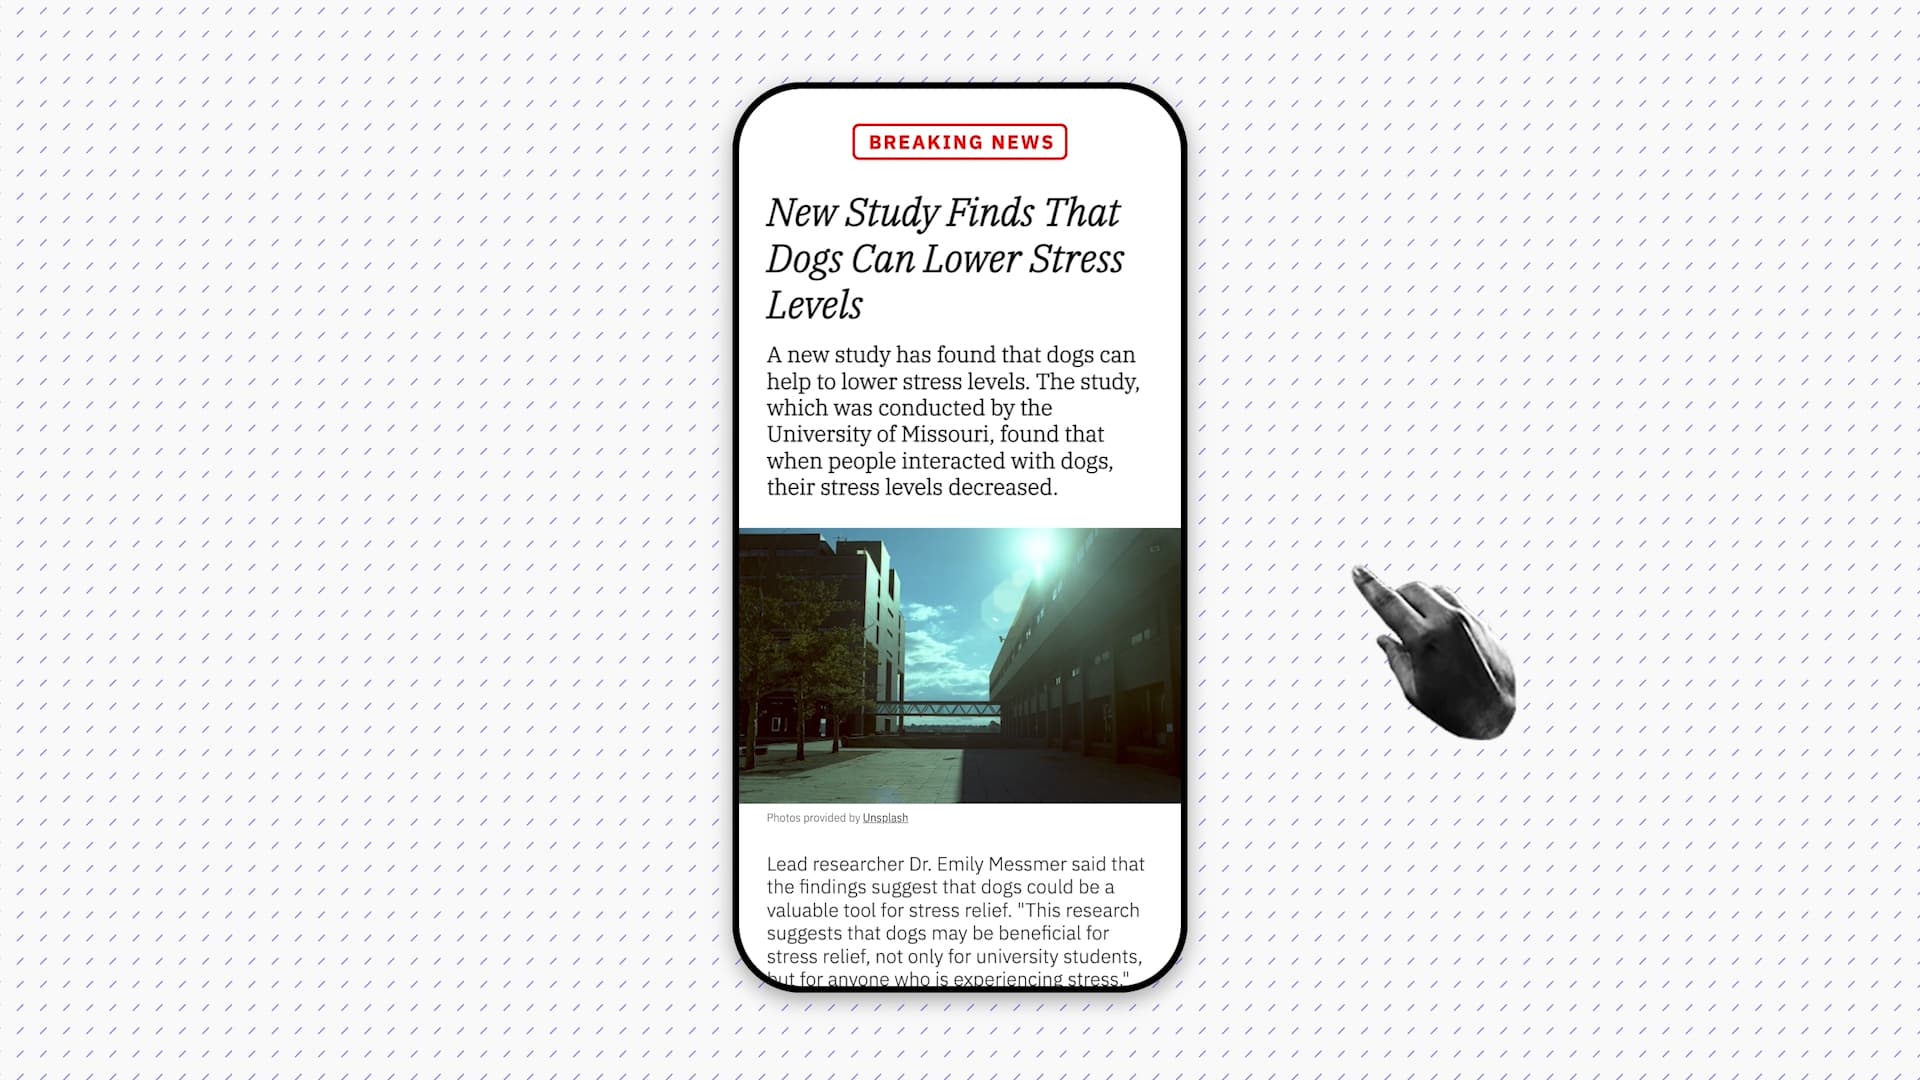 BREAKING NEWS
New Study Finds That
Dogs Can Lower Stress
Levels
A new study has found that dogs can
help to lower stress levels. The study,
which was conducted by the
University of Missouri, found that
when people interacted with dogs,
their stress levels decreased.
Photos provided by Unsplash
Lead researcher Dr. Emily Messmer said that
the findings suggest that dogs could be a
valuable tool for stress relief. "This research
suggests that dogs may be beneficial for
stress relief, not only for university students,
but for anyone who is experiencing stress."